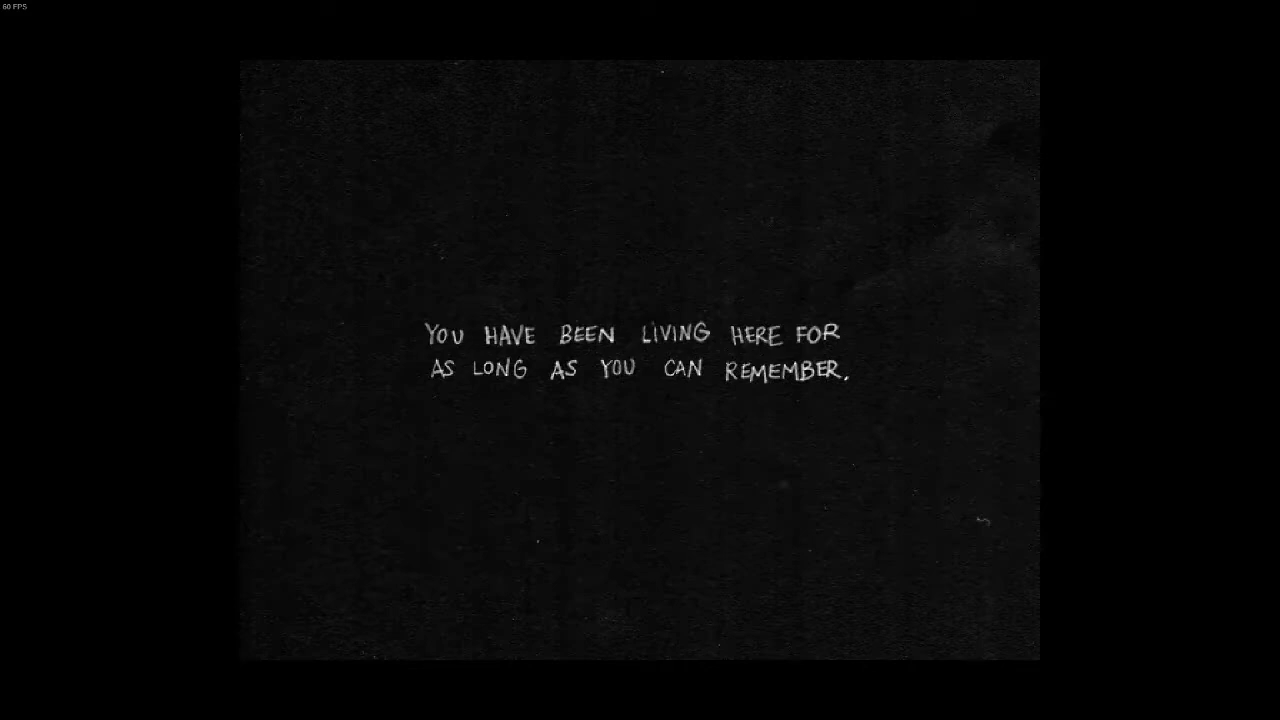 60 FPS
YOU HAVE BEEN LIVING HERE FOR
AS LONG AS YOU CAN REMEMBER.